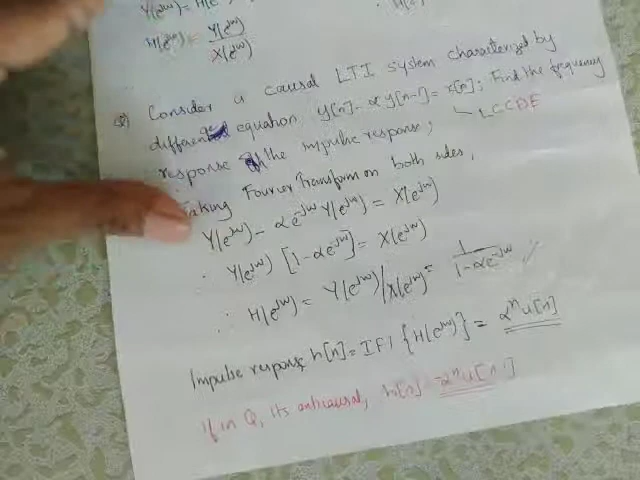 Y(e^jω) = H(e
H(e^jω) = Y(e^jω) / X(e^jω)
Q) Consider a causal LTI system characterized by
difference equation y[n] - αy[n-1] = x[n]; Find the frequency
response & the impulse response; - LCCDE
Taking Fourier Transform on both sides,
Y(e^jω) - αe^-jω Y(e^jω) = X(e^jω)
∴ Y(e^jω) [1-αe^-jω] = X(e^jω)
∴ H(e^jω) = Y(e^jω)/X(e^jω) = 1 / 1-αe^-jω //
Impulse response h[n] = IFT {H(e^jω)} = α^n u[n]
If in Q, its anticausal, h[n] = -α^n u[